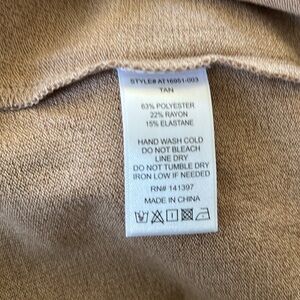 STYLE# AT16951-003
TAN
63% POLYESTER
22% RAYON
15% ELASTANE
HAND WASH COLD
DO NOT BLEACH
LINE DRY
DO NOT TUMBLE DRY
IRON LOW IF NEEDED
RN# 141397
MADE IN CHINA